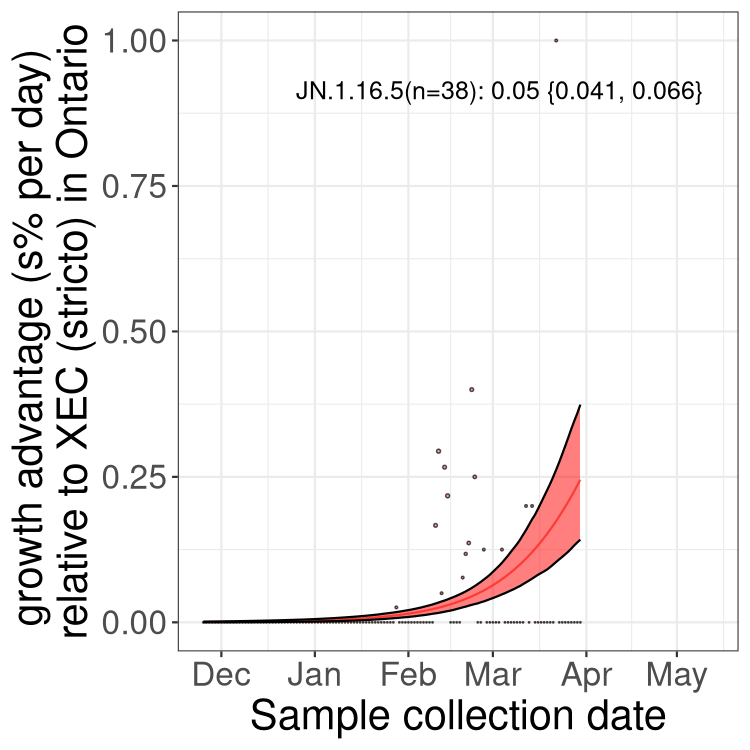 growth advantage (s% per day)
relative to XEC (stricto) in Ontario
1.00
0.75
0.50
0.25
0.00
JN.1.16.5(n=38): 0.05 {0.041, 0.066}
Dec Jan Feb Mar Apr May
Sample collection date